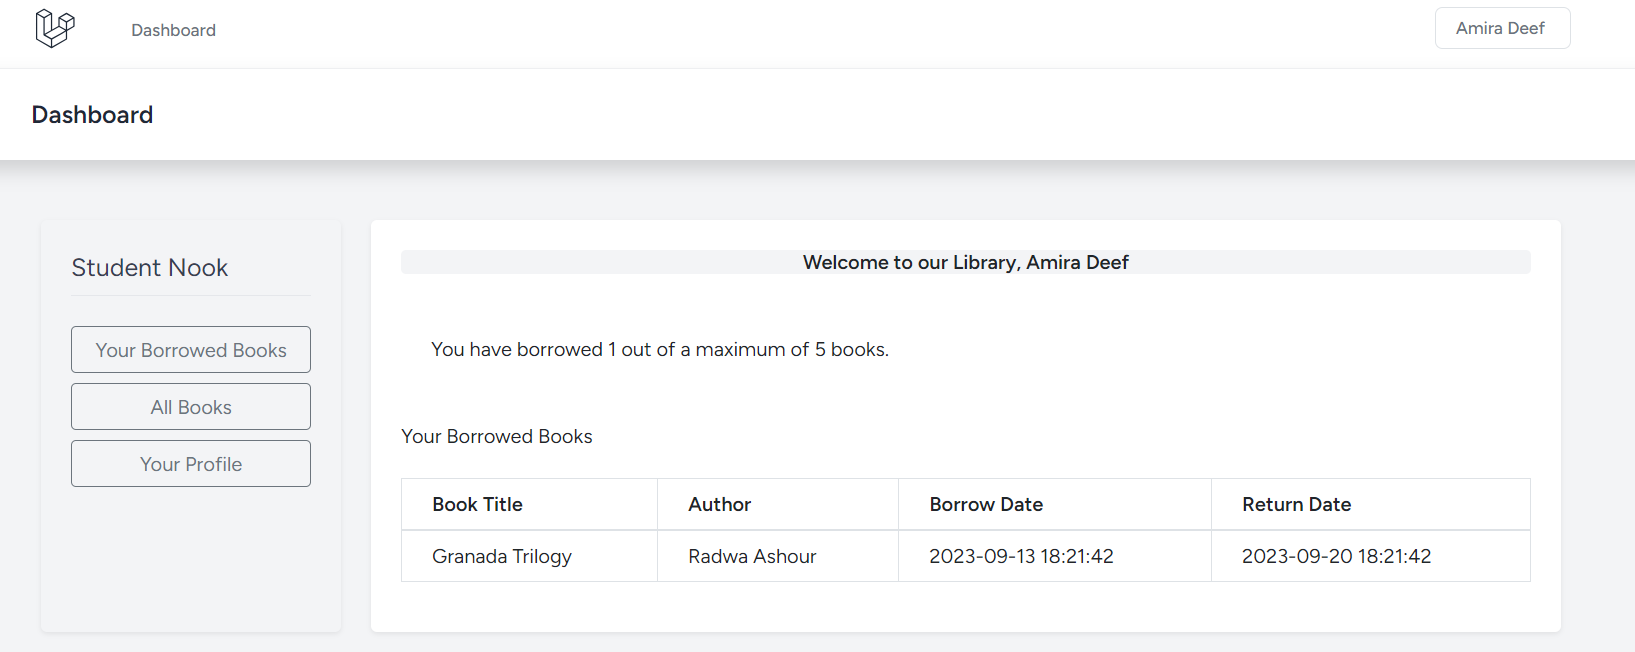 Dashboard
Amira Deef
Dashboard
Student Nook
Your Borrowed Books
All Books
Your Profile
Welcome to our Library, Amira Deef
You have borrowed 1 out of a maximum of 5 books.
Your Borrowed Books
Book Title Author Borrow Date Return Date
Granada Trilogy Radwa Ashour 2023-09-13 18:21:42 2023-09-20 18:21:42